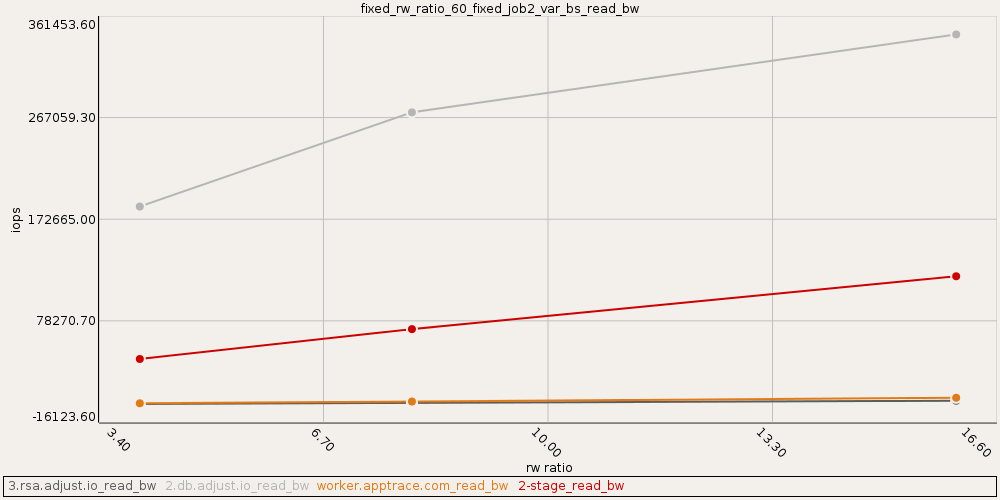 fixed_rw_ratio_60_fixed_job2_var_bs_read_bw
361453.60
267059.30
172665.00
78270.70
-16123.60
iops
3.40
6.70
10.00
13.30
16.60
rw ratio
3.rsa.adjust.io_read_bw 2.db.adjust.io_read_bw worker.apptrace.com_read_bw 2-stage_read_bw